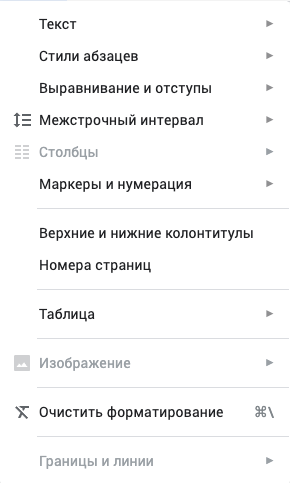 Текст
Стили абзацев
Выравнивание и отступы
Межстрочный интервал
Столбцы
Маркеры и нумерация
Верхние и нижние колонтитулы
Номера страниц
Таблица
Изображение
Очистить форматирование ⌘\
Границы и линии